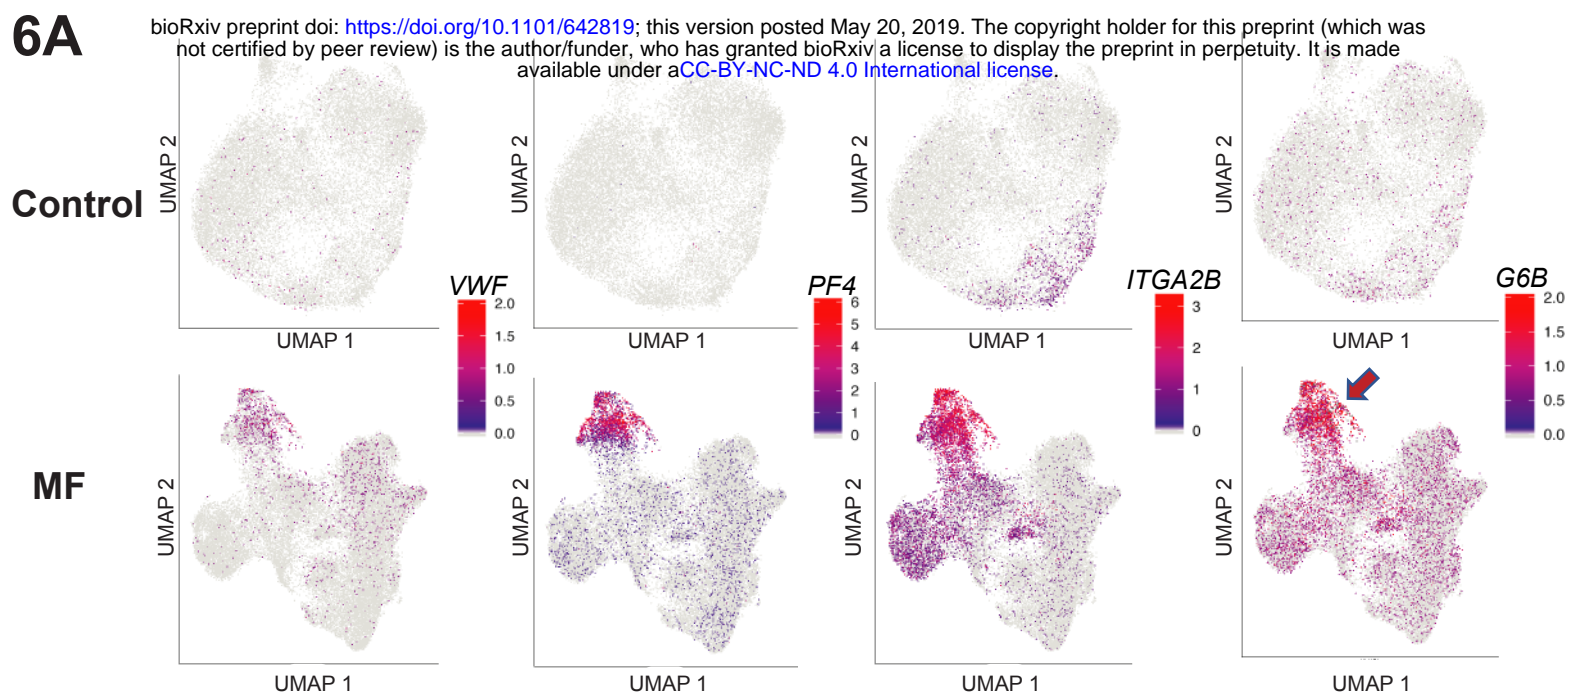 6A
bioRxiv preprint doi: https://doi.org/10.1101/642819; this version posted May 20, 2019. The copyright holder for this preprint (which was
not certified by peer review) is the author/funder, who has granted bioRxiv a license to display the preprint in perpetuity. It is made
available under aCC-BY-NC-ND 4.0 International license.
Control
UMAP 2
UMAP 2
UMAP 2
UMAP 2
UMAP 1
UMAP 1
UMAP 1
UMAP 1
VWF
2.0
1.5
1.0
0.5
0.0
PF4
6
5
4
3
2
1
0
ITGA2B
3
2
1
0
G6B
2.0
1.5
1.0
0.5
0.0
MF
UMAP 2
UMAP 2
UMAP 2
UMAP 2
UMAP 1
UMAP 1
UMAP 1
UMAP 1